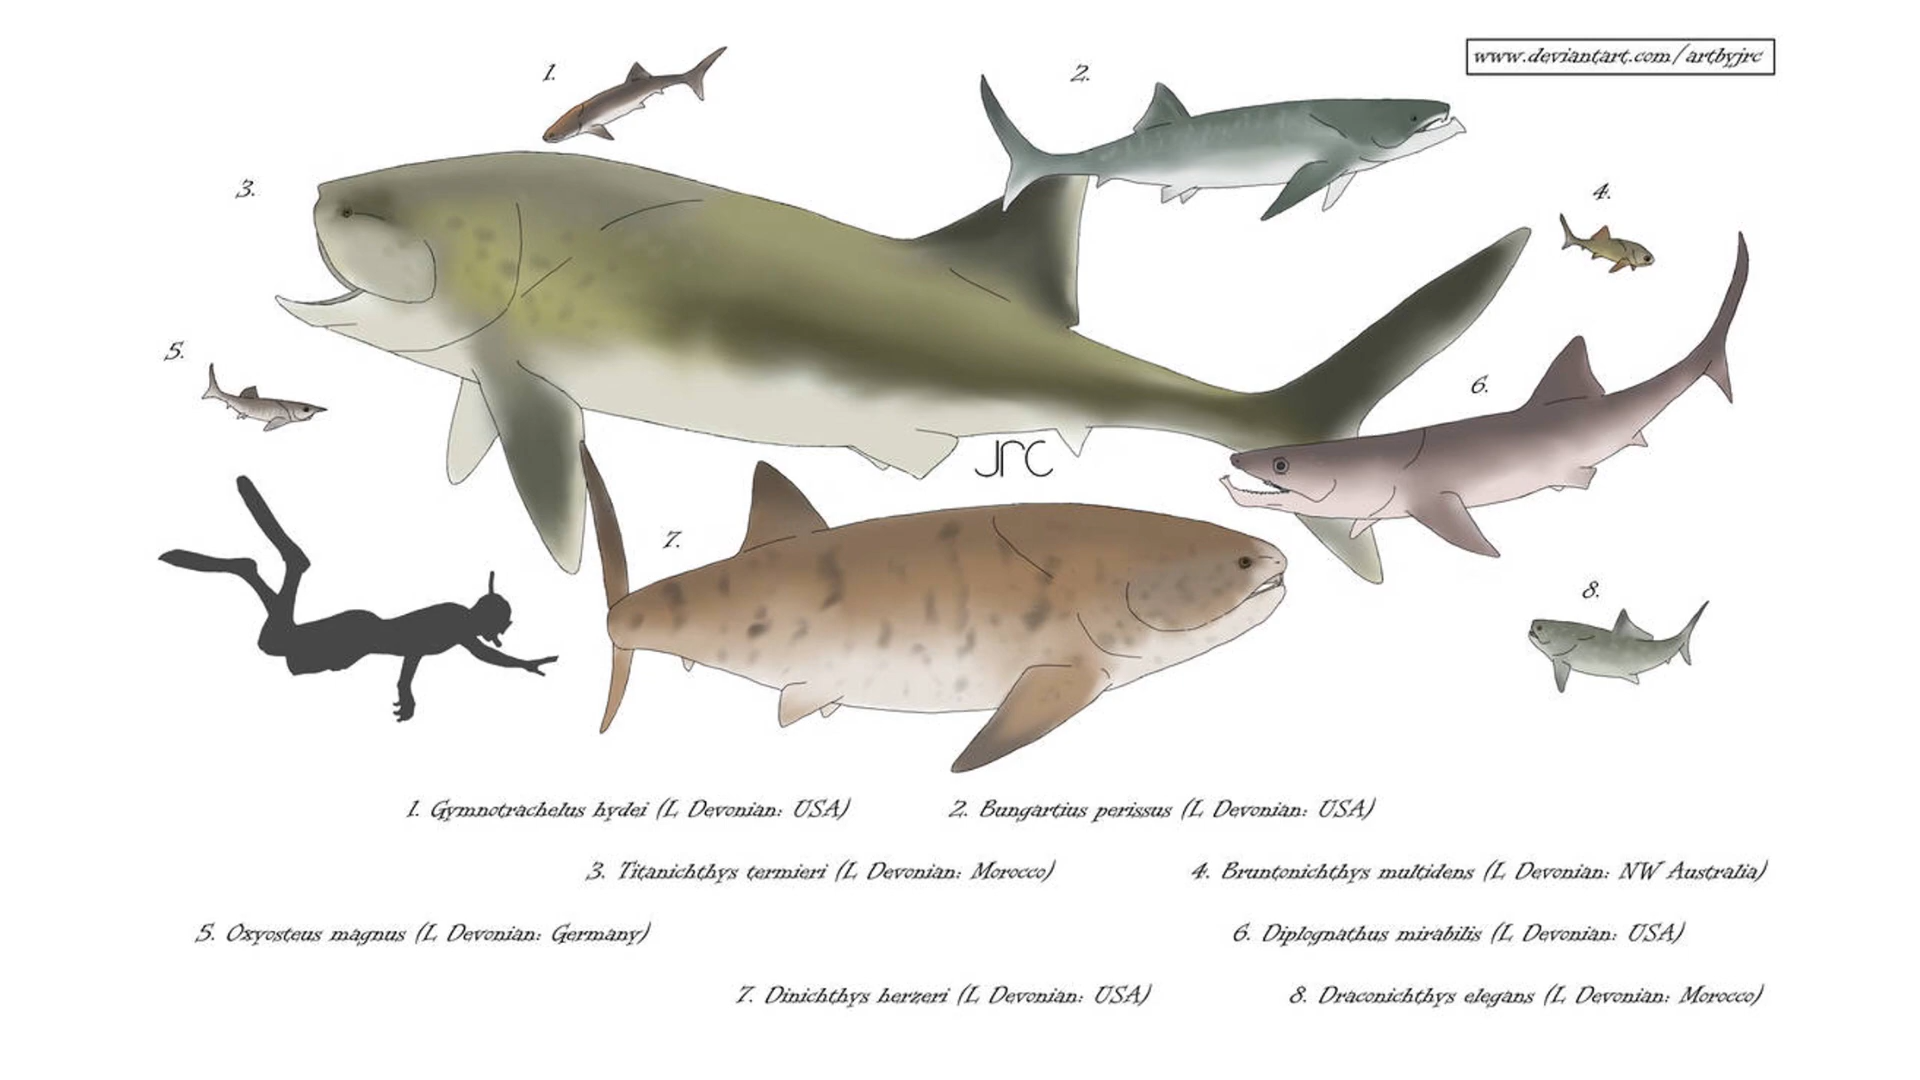 www.deviantart.com/artbyjrc
1.
2.
3.
4.
5.
6.
JrC
7.
8.
1. Gymnotrachelus hydei (L Devonian: USA)
2. Bungartius perissus (L Devonian: USA)
3. Titanichthys termieri (L Devonian: Morocco)
4. Bruntonichthys multidens (L Devonian: NW Australia)
5. Oxyosteus magnus (L Devonian: Germany)
6. Diplognathus mirabilis (L Devonian: USA)
7. Dinichthys herzeri (L Devonian: USA)
8. Draconichthys elegans (L Devonian: Morocco)